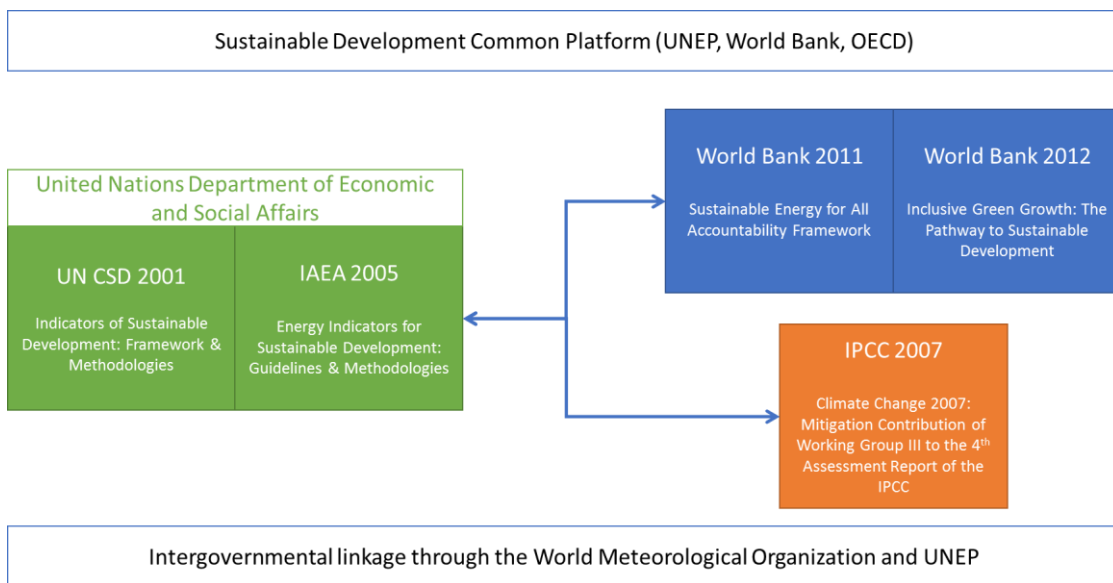 Sustainable Development Common Platform (UNEP, World Bank, OECD)
United Nations Department of Economic
and Social Affairs
UN CSD 2001
Indicators of Sustainable
Development: Framework &
Methodologies
IAEA 2005
Energy Indicators for
Sustainable Development:
Guidelines & Methodologies
World Bank 2011
Sustainable Energy for All
Accountability Framework
World Bank 2012
Inclusive Green Growth: The
Pathway to Sustainable
Development
IPCC 2007
Climate Change 2007:
Mitigation Contribution of
Working Group III to the 4th
Assessment Report of the
IPCC
Intergovernmental linkage through the World Meteorological Organization and UNEP